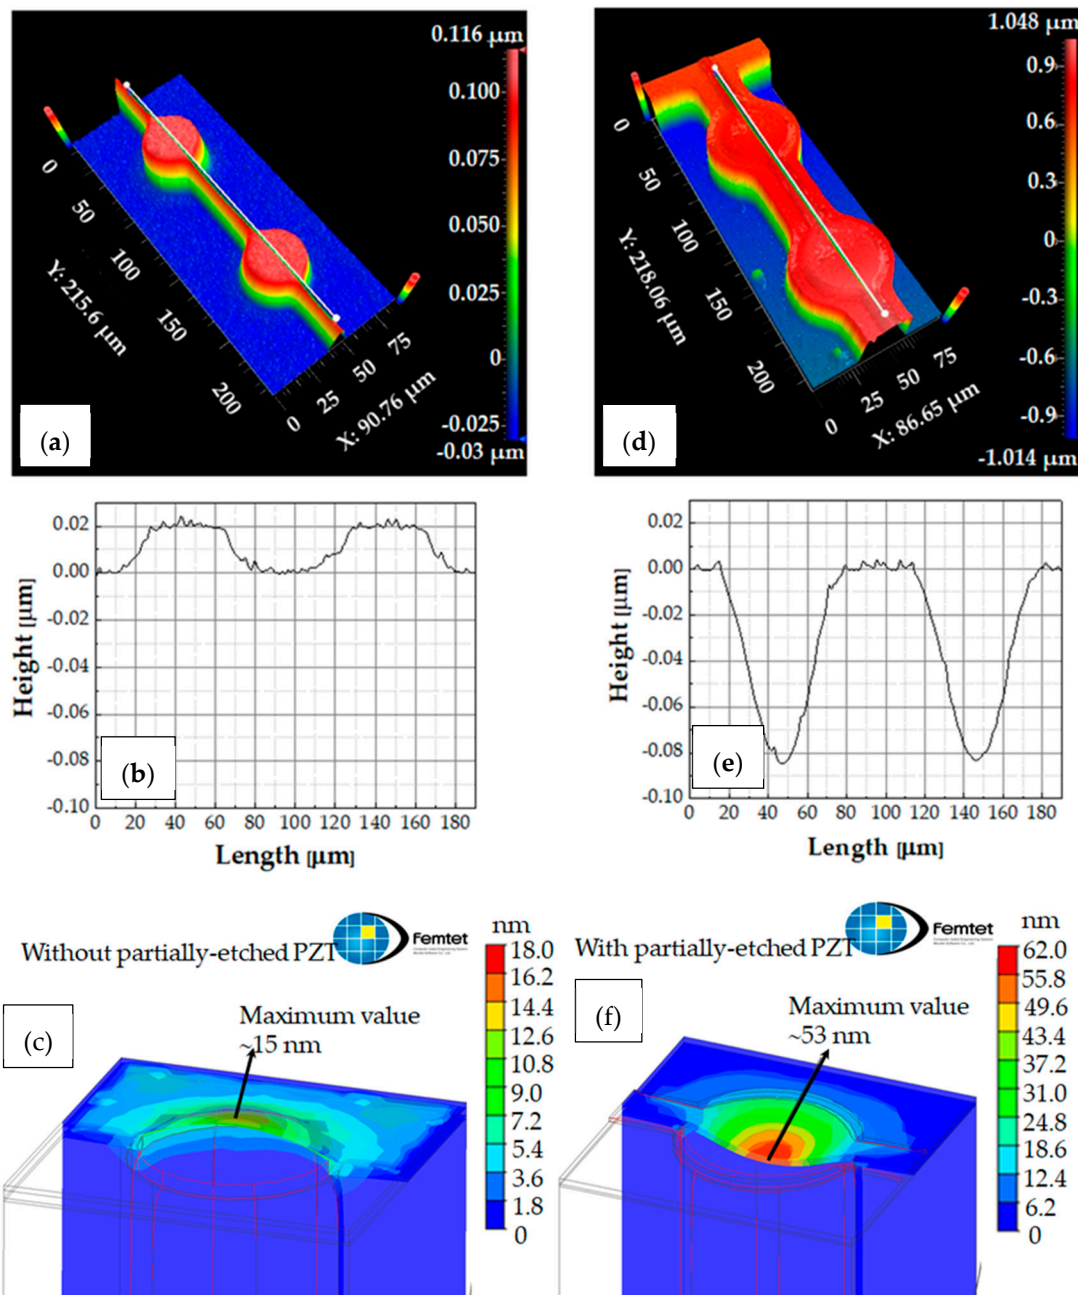 0.116 μm
0.100
0.075
0.050
0.025
0
-0.025
-0.03 μm
0
50
100
150
200
Y: 215.6 μm
0
25
50
75
X: 90.76 μm
(a)
1.048 μm
0.9
0.6
0.3
0
-0.3
-0.6
-0.9
-1.014 μm
0
50
100
150
200
Y: 218.06 μm
0
25
50
75
X: 86.65 μm
(d)
0.02
0.00
-0.02
-0.04
-0.06
-0.08
-0.10
Height [μm]
(b)
0 20 40 60 80 100 120 140 160 180
Length [μm]
0.02
0.00
-0.02
-0.04
-0.06
-0.08
-0.10
Height [μm]
(e)
0 20 40 60 80 100 120 140 160 180
Length [μm]
Without partially-etched PZT
Femtet
nm
18.0
16.2
14.4
12.6
10.8
9.0
7.2
5.4
3.6
1.8
0
(c)
Maximum value
~15 nm
With partially-etched PZT
Femtet
nm
62.0
55.8
49.6
43.4
37.2
31.0
24.8
18.6
12.4
6.2
0
(f)
Maximum value
~53 nm